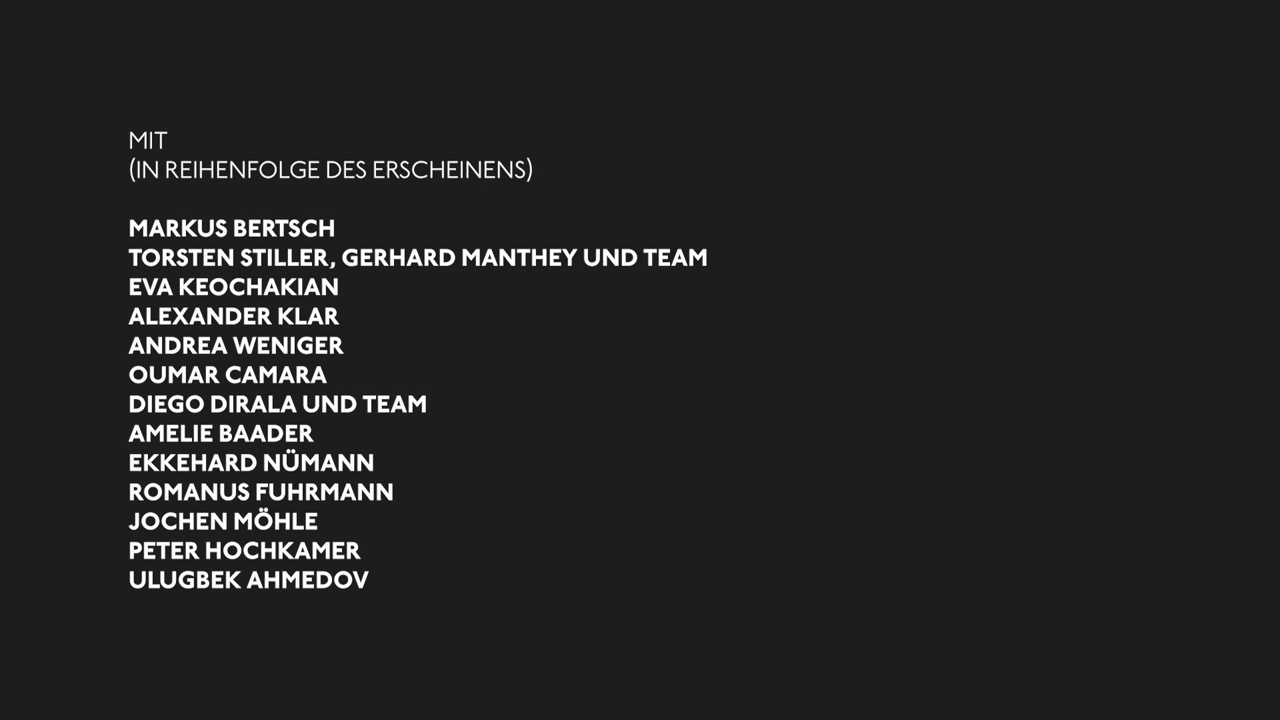 MIT
(IN REIHENFOLGE DES ERSCHEINENS)
MARKUS BERTSCH
TORSTEN STILLER, GERHARD MANTHEY UND TEAM
EVA KEOCHAKIAN
ALEXANDER KLAR
ANDREA WENIGER
OUMAR CAMARA
DIEGO DIRALA UND TEAM
AMELIE BAADER
EKKEHARD NÜMANN
ROMANUS FUHRMANN
JOCHEN MÖHLE
PETER HOCHKAMER
ULUGBEK AHMEDOV